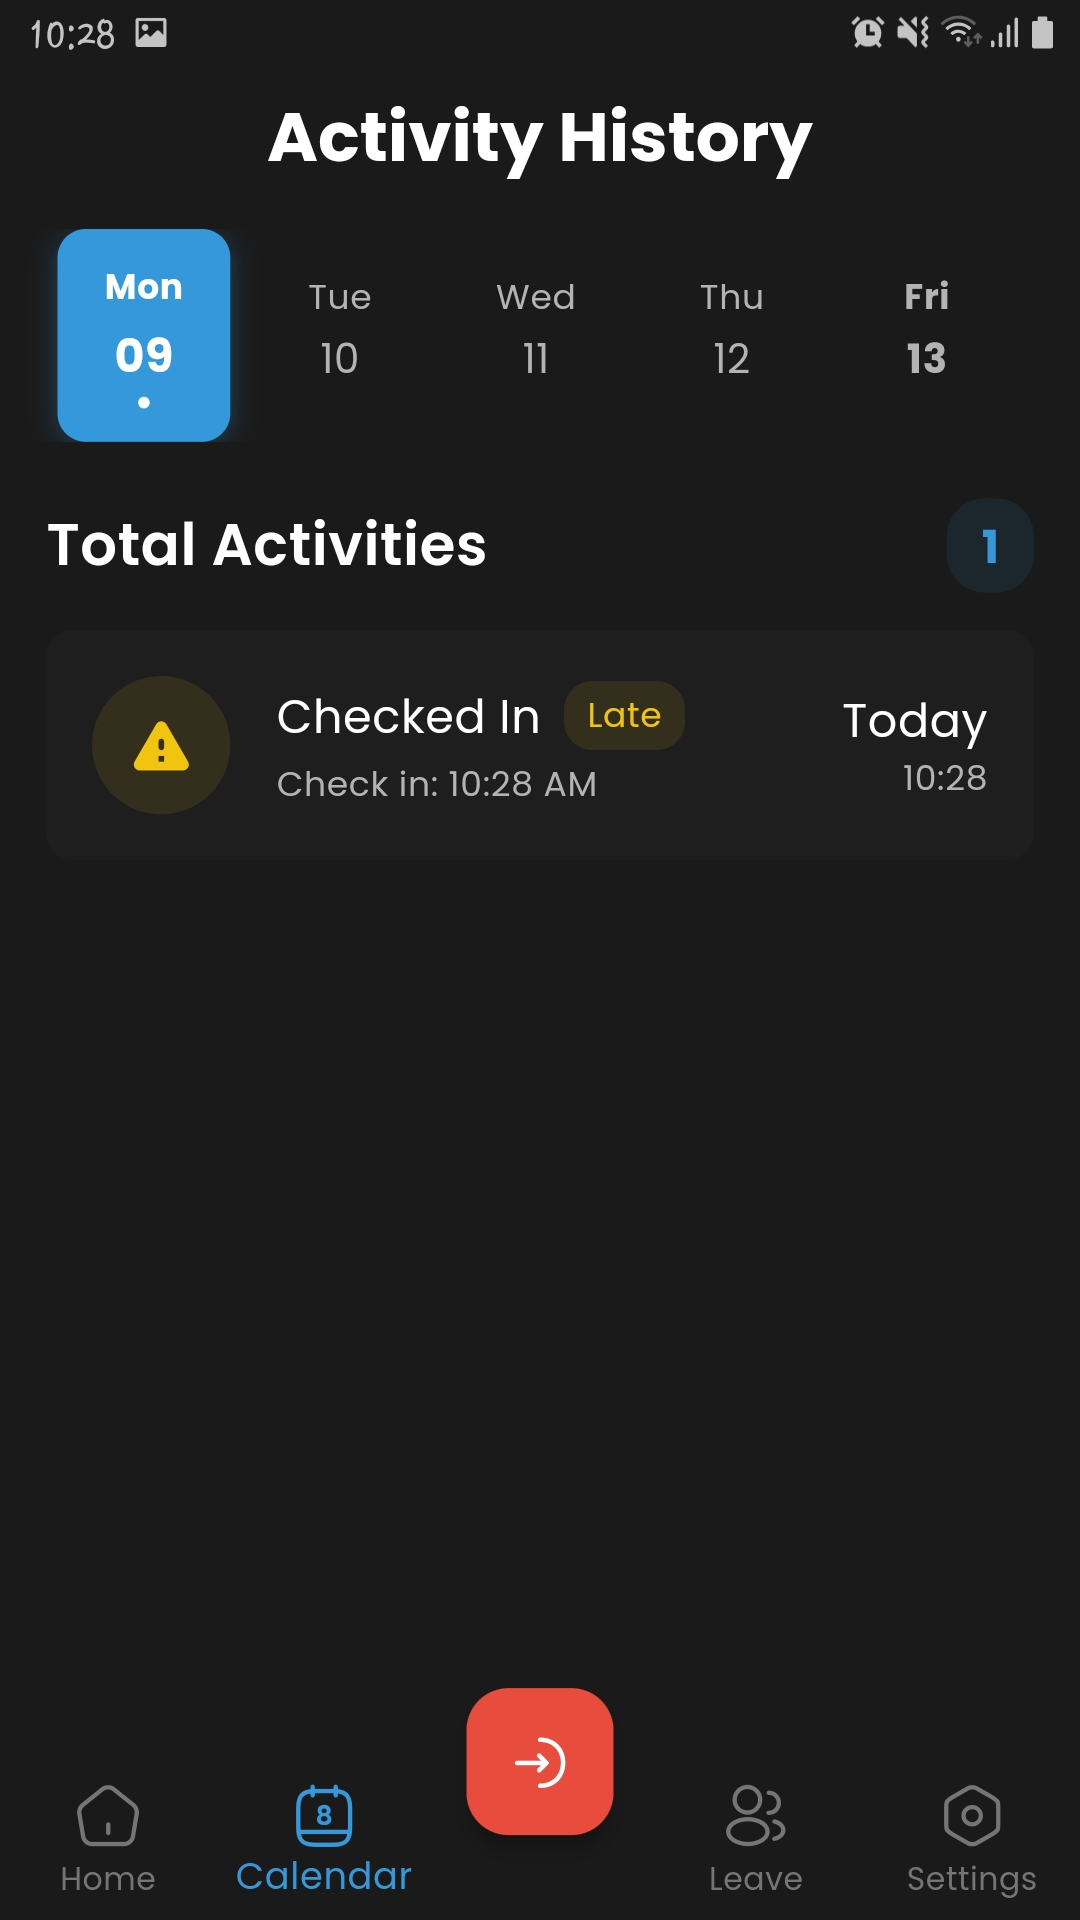 10:28
Activity History
Mon Tue Wed Thu Fri
09 10 11 12 13
Total Activities 1
Checked In Late Today
Check in: 10:28 AM 10:28
8
Home Calendar Leave Settings